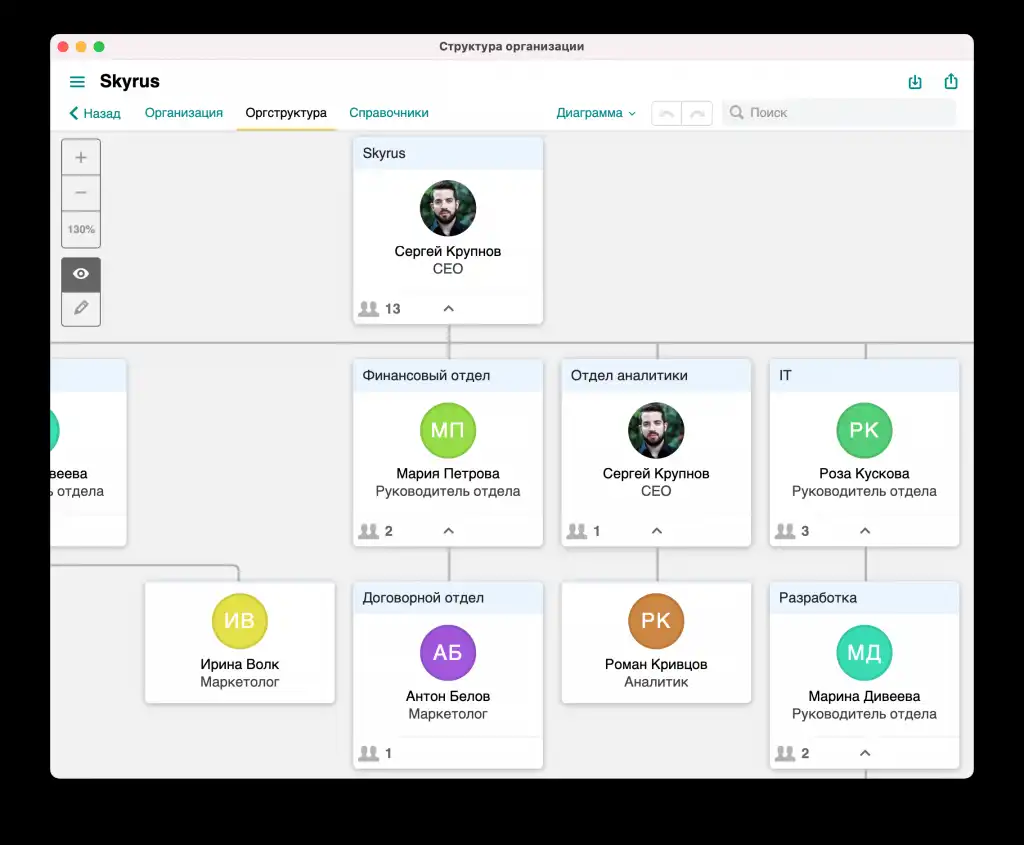 Структура организации
Skyrus
Назад
Организация
Оргструктура
Справочники
Диаграмма
Поиск
130%
Skyrus
Сергей Крупнов
CEO
13
отдела
Финансовый отдел
МП
Мария Петрова
Руководитель отдела
2
Отдел аналитики
Сергей Крупнов
CEO
1
IT
РК
Роза Кускова
Руководитель отдела
3
ИВ
Ирина Волк
Маркетолог
Договорной отдел
АБ
Антон Белов
Маркетолог
1
РК
Роман Кривцов
Аналитик
Разработка
МД
Марина Дивеева
Руководитель отдела
2